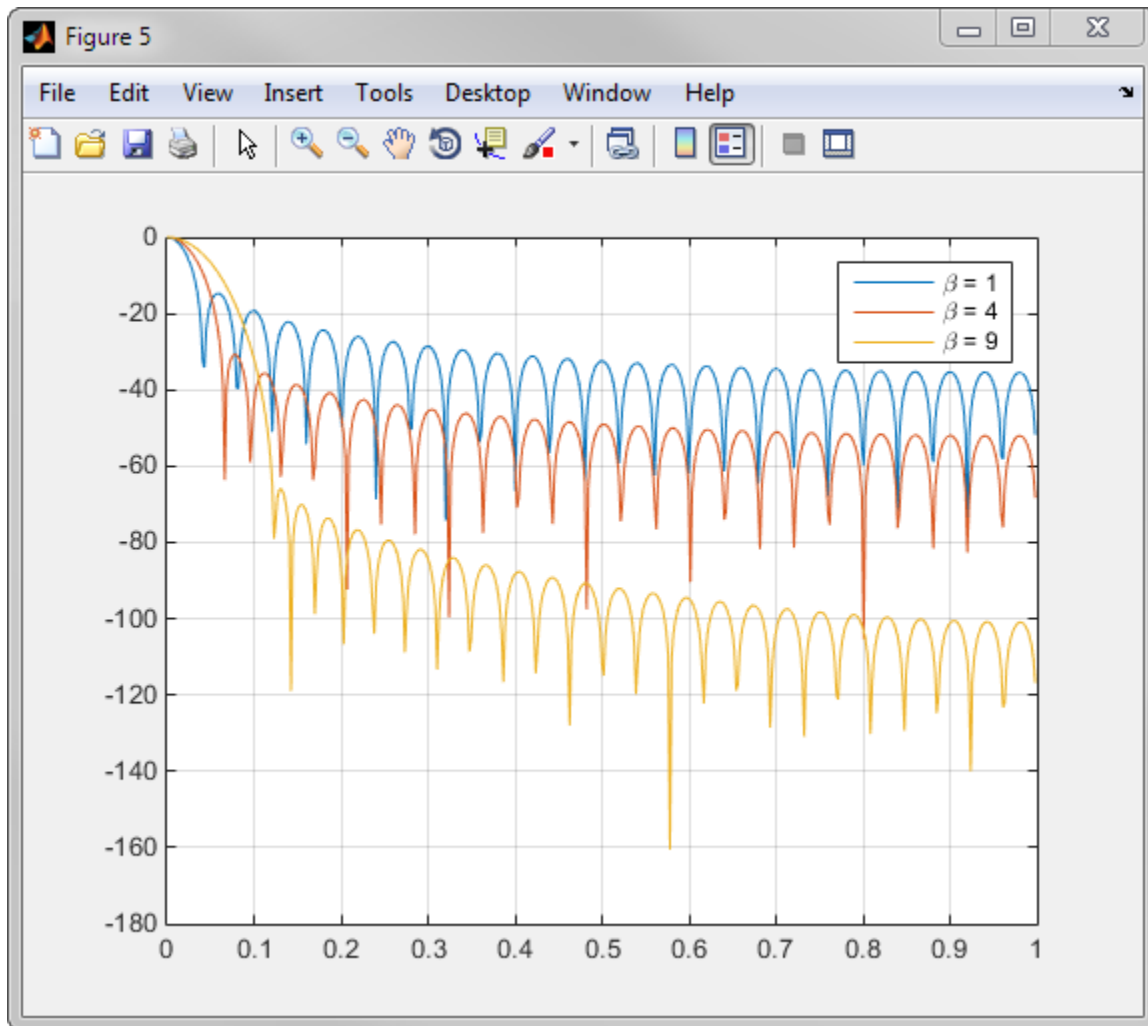 Figure 5
File Edit View Insert Tools Desktop Window Help
β = 1
β = 4
β = 9
0
-20
-40
-60
-80
-100
-120
-140
-160
-180
0 0.1 0.2 0.3 0.4 0.5 0.6 0.7 0.8 0.9 1